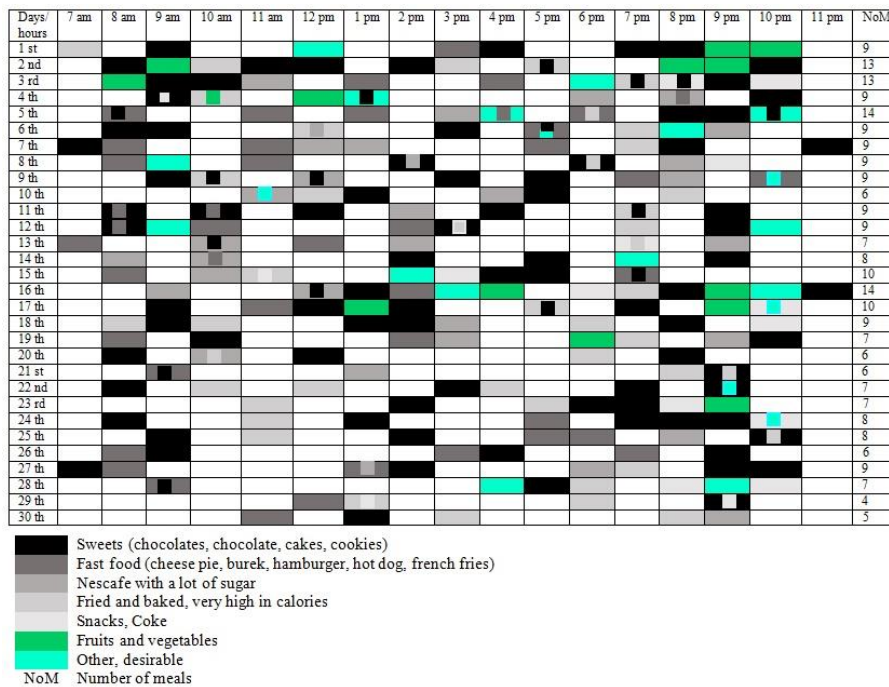 Days/ hours 7 am 8 am 9 am 10 am 11 am 12 pm 1 pm 2 pm 3 pm 4 pm 5 pm 6 pm 7 pm 8 pm 9 pm 10 pm 11 pm NoM
1 st 9
2 nd 13
3 rd 13
4 th 9
5 th 14
6 th 9
7 th 9
8 th 9
9 th 9
10 th 6
11 th 9
12 th 9
13 th 7
14 th 8
15 th 10
16 th 14
17 th 10
18 th 9
19 th 7
20 th 6
21 st 6
22 nd 7
23 rd 7
24 th 8
25 th 8
26 th 6
27 th 9
28 th 7
29 th 4
30 th 5
Sweets (chocolates, chocolate, cakes, cookies)
Fast food (cheese pie, burek, hamburger, hot dog, french fries)
Nescafe with a lot of sugar
Fried and baked, very high in calories
Snacks, Coke
Fruits and vegetables
Other, desirable
NoM Number of meals